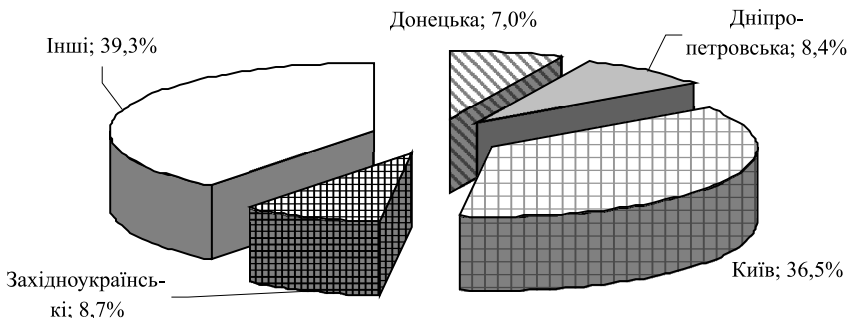 Донецька; 7,0%
Дніпро-
петровська; 8,4%
Інші; 39,3%
Київ; 36,5%
Західноукраїнсь-
кі; 8,7%